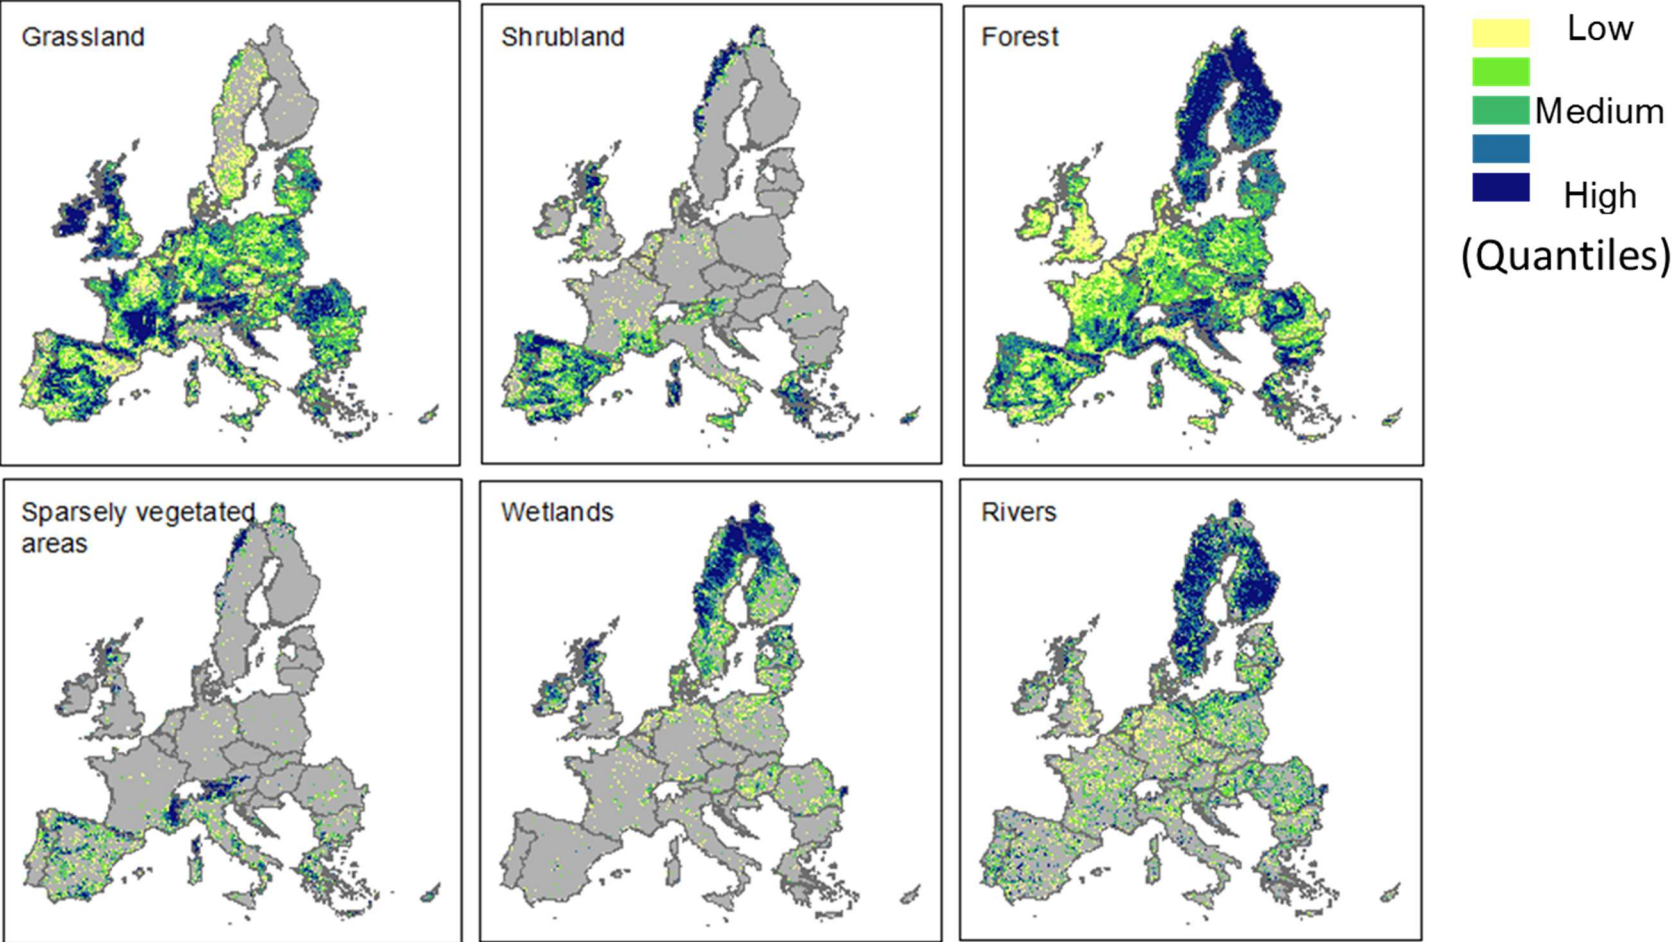 Grassland
Shrubland
Forest
Low
Medium
High
(Quantiles)
Sparsely vegetated
areas
Wetlands
Rivers